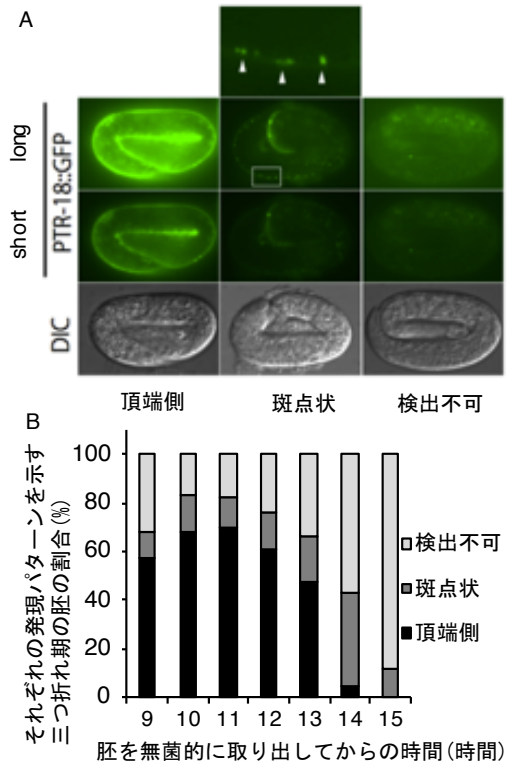 A
long
short
PTR-18::GFP
DIC
頂端側
斑点状
検出不可
B
それぞれの発現パターンを示す
三つ折れ期の胚の割合(%)
100
80
60
40
20
0
検出不可
斑点状
頂端側
9 10 11 12 13 14 15
胚を無菌的に取り出してからの時間(時間)